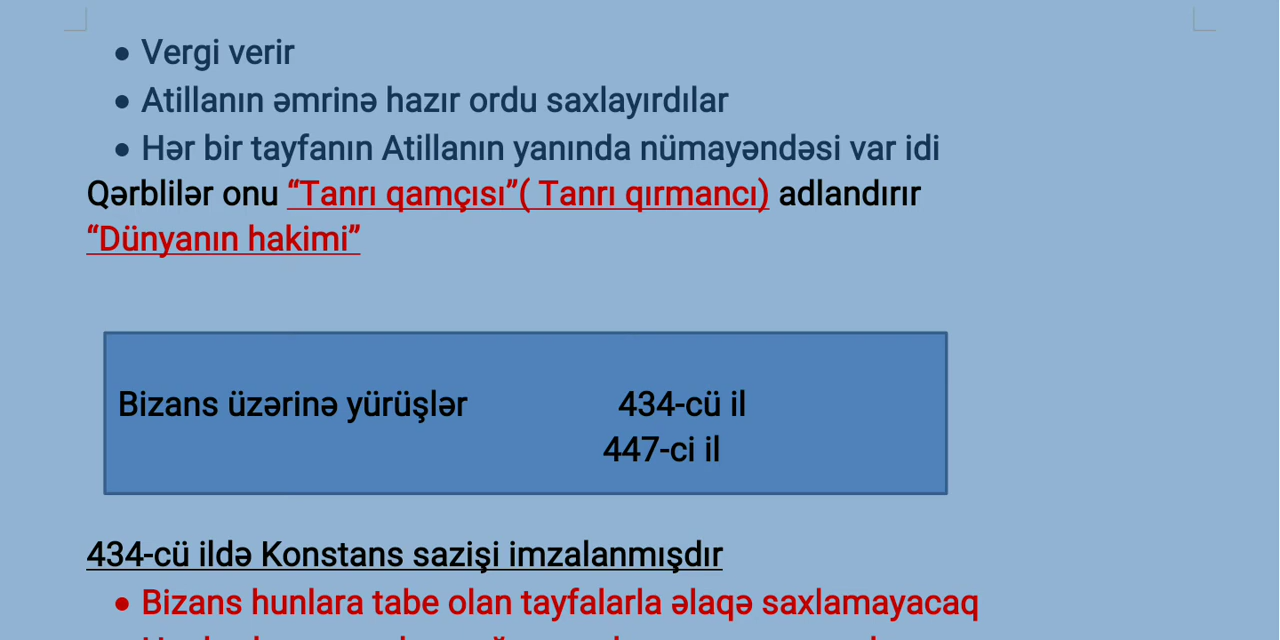 ● Vergi verir
● Atillanın əmrinə hazır ordu saxlayırdılar
● Hər bir tayfanın Atillanın yanında nümayəndəsi var idi
Qərblilər onu “Tanrı qamçısı”( Tanrı qırmancı) adlandırır
“Dünyanın hakimi”
Bizans üzərinə yürüşlər 434-cü il
447-ci il
434-cü ildə Konstans sazişi imzalanmışdır
● Bizans hunlara tabe olan tayfalarla əlaqə saxlamayacaq